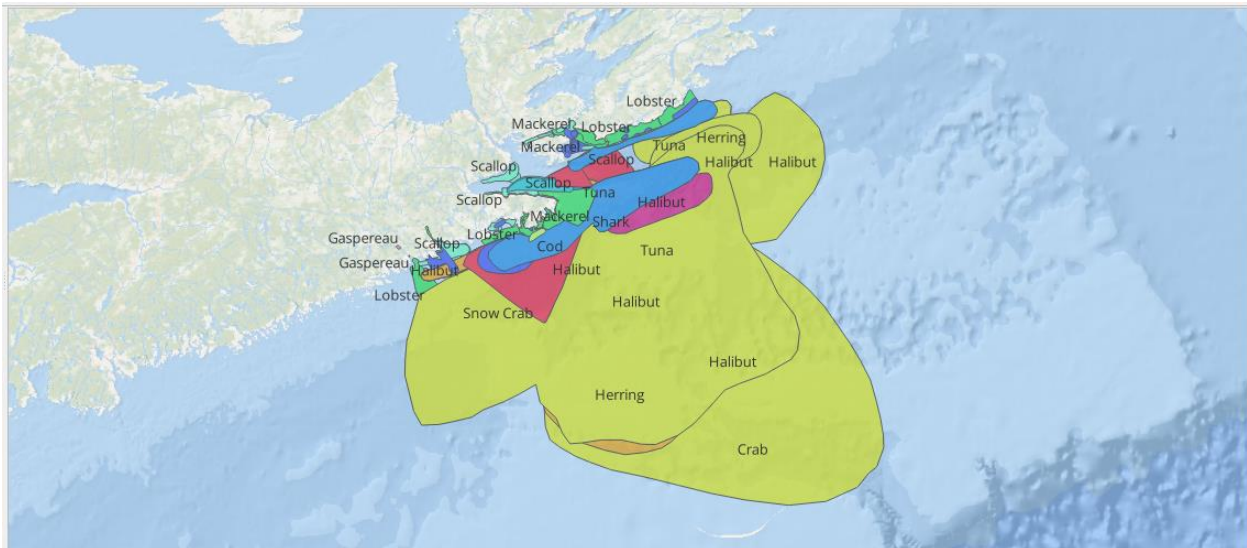 Lobster
Mackerel
Lobster
Herring
Mackerel
Tuna
Scallop
Halibut
Halibut
Scallop
Scallop
Tuna
Scallop
Halibut
Mackerel
Shark
Lobster
Gaspereau
Scallop
Cod
Tuna
Gaspereau
Halibut
Halibut
Lobster
Halibut
Snow Crab
Halibut
Herring
Crab